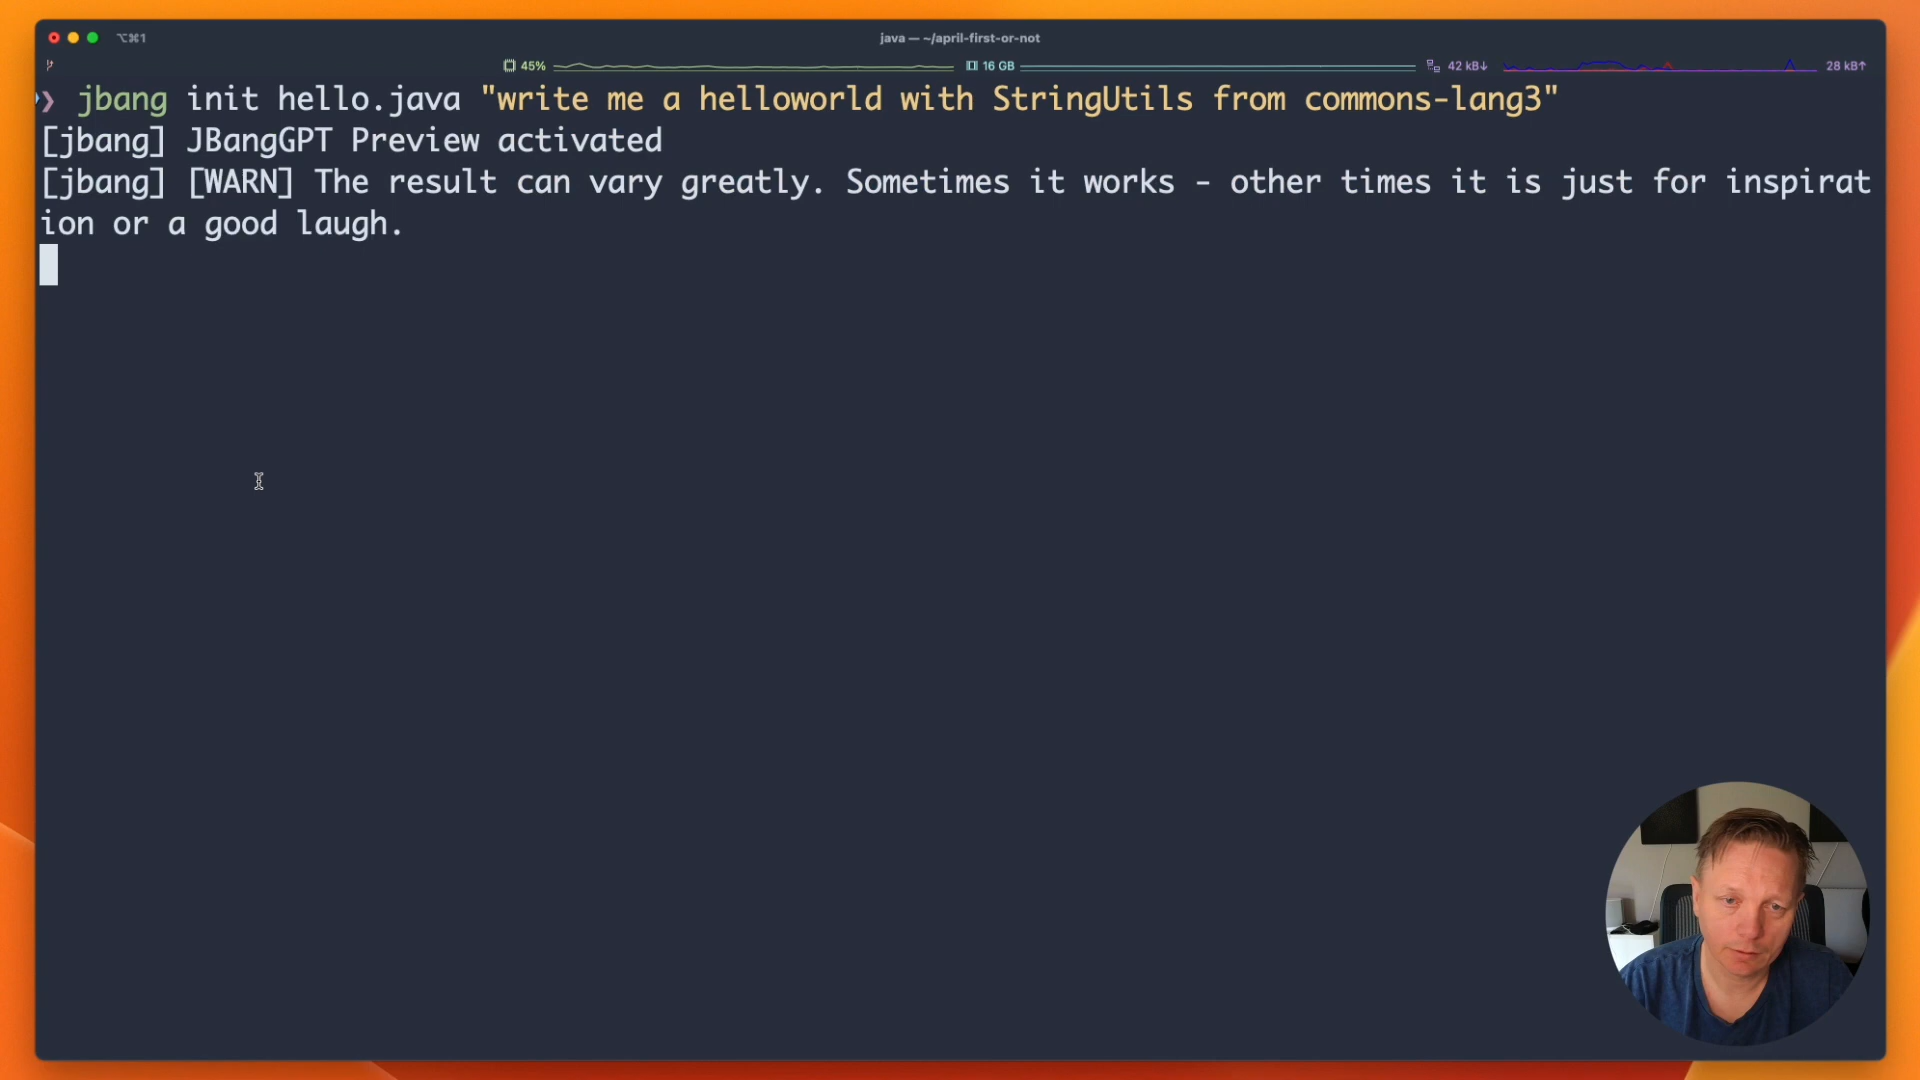 ⌥⌘1
java — ~/april-first-or-not
45%
16 GB
42 kB↓
28 kB↑
❯ jbang init hello.java "write me a helloworld with StringUtils from commons-lang3"
[jbang] JBangGPT Preview activated
[jbang] [WARN] The result can vary greatly. Sometimes it works - other times it is just for inspirat
ion or a good laugh.